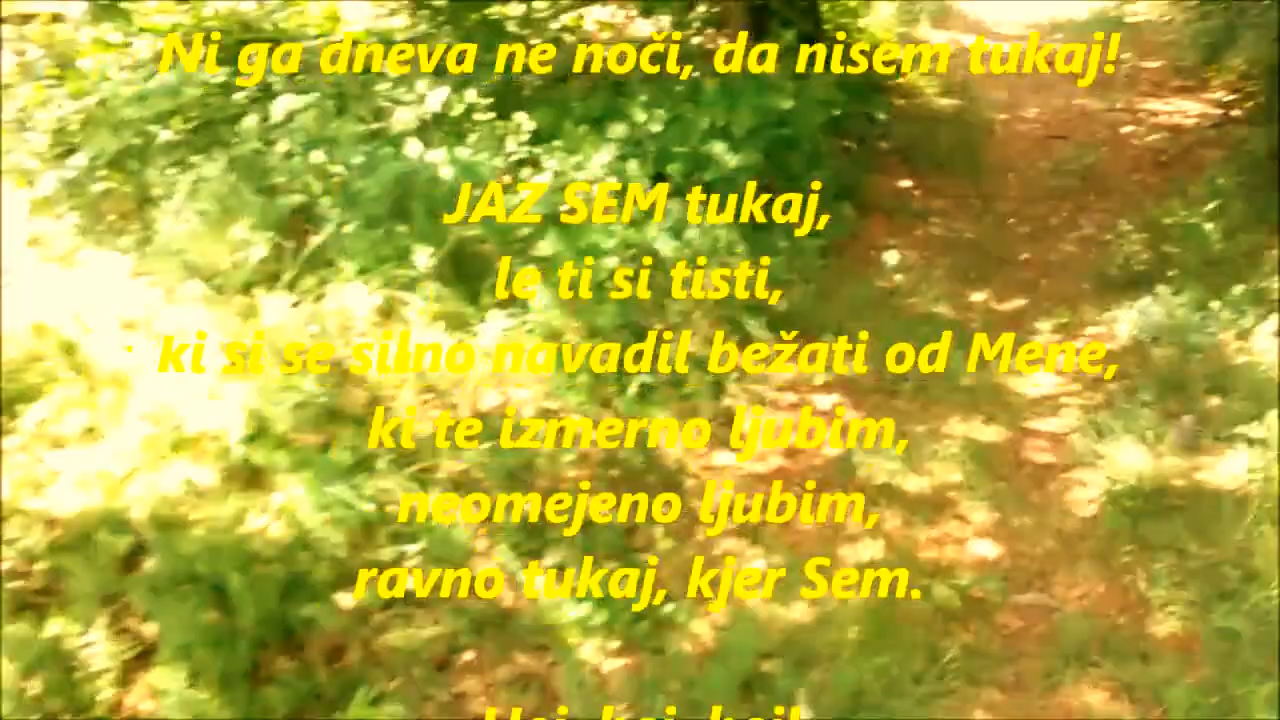 Ni ga dneva ne noči, da nisem tukaj!
JAZ SEM tukaj,
le ti si tisti,
ki si se silno navadil bežati od Mene,
ki te izmerno ljubim,
neomejeno ljubim,
ravno tukaj, kjer Sem.